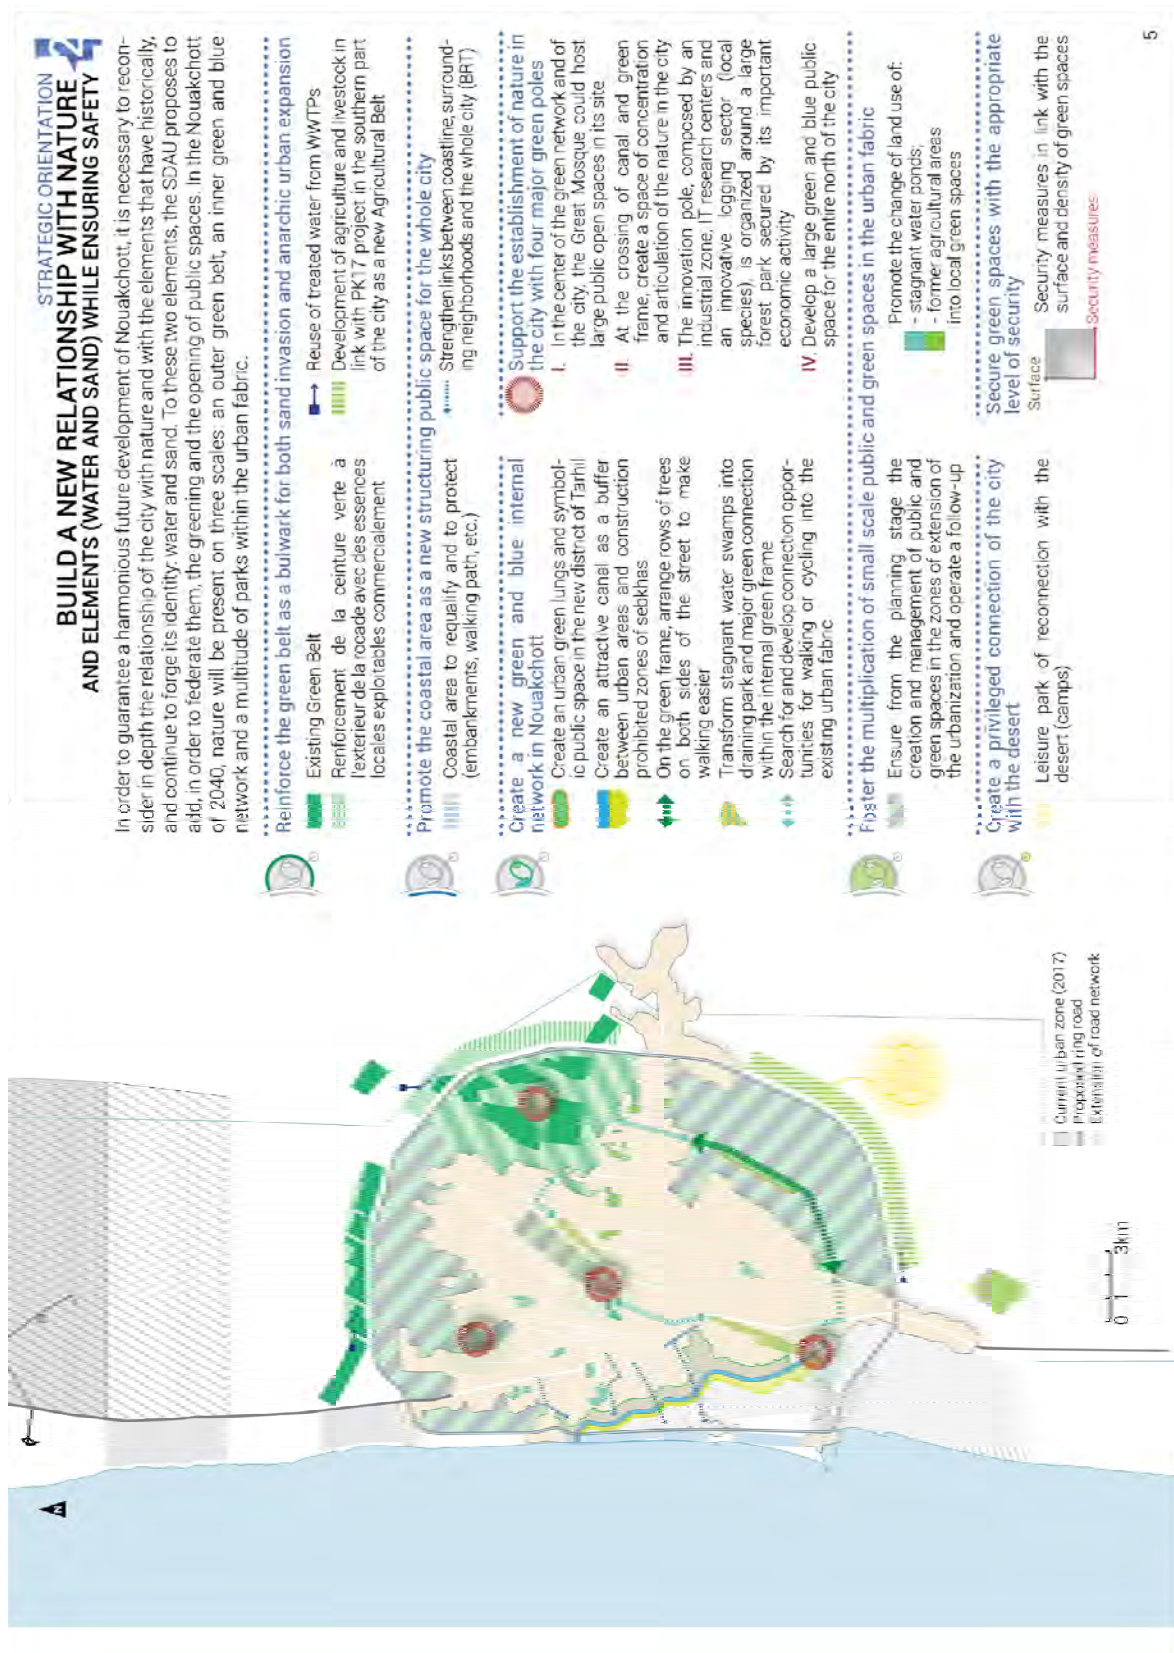 STRATEGIC ORIENTATION 2
BUILD A NEW RELATIONSHIP WITH NATURE
AND ELEMENTS (WATER AND SAND) WHILE ENSURING SAFETY
In order to guarantee a harmonious future development of Nouakchott, it is necessary to recon-
sider in depth the relationship of the city with nature and with the elements that have historically,
and continue to forge its identity: water and sand. To these two elements, the SDAU proposes to
add, in order to federate them, the greening and the opening of public spaces. In the Nouakchott
of 2040, nature will be present on three scales: an outer green belt, an inner green and blue
network and a multitude of parks within the urban fabric.
Reinforce the green belt as a bulwark for both sand invasion and anarchic urban expansion
Existing Green Belt
Renforcement de la ceinture verte à
l'exterieur de la rocade avec des essences
locales exploitables commercialement
Reuse of treated water from WWTPs
Development of agriculture and livestock in
link with PK17 project in the southern part
of the city as a new Agricultural Belt
Promote the coastal area as a new structuring public space for the whole city
Coastal area to requalify and to protect
(embankments, walking path, etc.)
Strengthen links between coastline, surround-
ing neighborhoods and the whole city (BRT)
Create a new green and blue internal
network in Nouakchott
Create an urban green lungs and symbol-
ic public space in the new district of Tarhil
Create an attractive canal as a buffer
between urban areas and construction
prohibited zones of sebkhas
On the green frame, arrange rows of trees
on both sides of the street to make
walking easier
Transform stagnant water swamps into
draining park and major green connection
within the internal green frame
Search for and develop connection oppor-
tunities for walking or cycling into the
existing urban fabric
Support the establishment of nature in
the city with four major green poles
I. In the center of the green network and of
the city, the Great Mosque could host
large public open spaces in its site
II. At the crossing of canal and green
frame, create a space of concentration
and articulation of the nature in the city
III. The innovation pole, composed by an
industrial zone, IT research centers and
an innovative logging sector (local
species), is organized around a large
forest park secured by its important
economic activity
IV. Develop a large green and blue public
space for the entire north of the city
Foster the multiplication of small scale public and green spaces in the urban fabric
Ensure from the planning stage the
creation and management of public and
green spaces in the zones of extension of
the urbanization and operate a follow-up
Promote the change of land use of:
- stagnant water ponds;
- former agricultural areas
into local green spaces
Create a privileged connection of the city
with the desert
Leisure park of reconnection with the
desert (camps)
Secure green spaces with the appropriate
level of security
Surface
Security measures in link with the
surface and density of green spaces
Security measures
N
Current urban zone (2017)
Proposed ring road
Extension of road network
0 1 3km
5